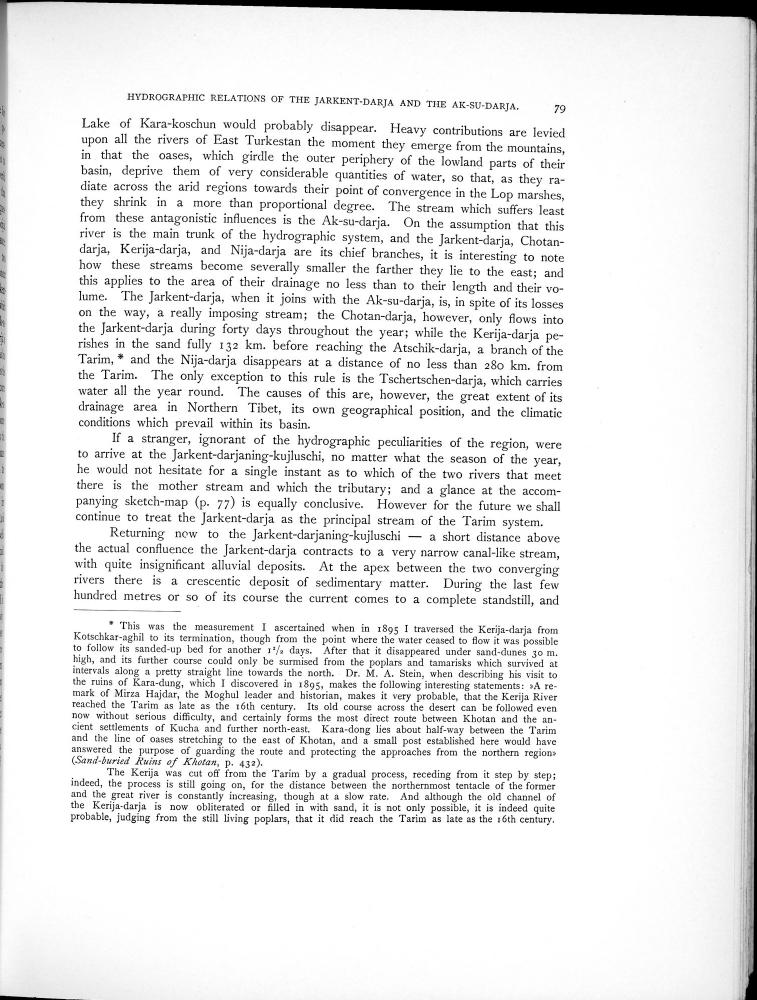 HYDROGRAPHIC RELATIONS OF THE JARKENT-DARJA AND THE AK-SU-DARJA. 79
Lake of Kara-koschun would probably disappear. Heavy contributions are levied
upon all the rivers of East Turkestan the moment they emerge from the mountains,
in that the oases, which girdle the outer periphery of the lowland parts of their
basin, deprive them of very considerable quantities of water, so that, as they ra-
diate across the arid regions towards their point of convergence in the Lop marshes,
they shrink in a more than proportional degree. The stream which suffers least
from these antagonistic influences is the Ak-su-darja. On the assumption that this
river is the main trunk of the hydrographic system, and the Jarkent-darja, Chotan-
darja, Kerija-darja, and Nija-darja are its chief branches, it is interesting to note
how these streams become severally smaller the farther they lie to the east; and
this applies to the area of their drainage no less than to their length and their vo-
lume. The Jarkent-darja, when it joins with the Ak-su-darja, is, in spite of its losses
on the way, a really imposing stream; the Chotan-darja, however, only flows into
the Jarkent-darja during forty days throughout the year; while the Kerija-darja pe-
rishes in the sand fully 132 km. before reaching the Atschik-darja, a branch of the
Tarim, * and the Nija-darja disappears at a distance of no less than 280 km. from
the Tarim. The only exception to this rule is the Tschertschen-darja, which carries
water all the year round. The causes of this are, however, the great extent of its
drainage area in Northern Tibet, its own geographical position, and the climatic
conditions which prevail within its basin.
If a stranger, ignorant of the hydrographic peculiarities of the region, were
to arrive at the Jarkent-darjaning-kujluschi, no matter what the season of the year,
he would not hesitate for a single instant as to which of the two rivers that meet
there is the mother stream and which the tributary; and a glance at the accom-
panying sketch-map (p. 77) is equally conclusive. However for the future we shall
continue to treat the Jarkent-darja as the principal stream of the Tarim system.
Returning now to the Jarkent-darjaning-kujluschi — a short distance above
the actual confluence the Jarkent-darja contracts to a very narrow canal-like stream,
with quite insignificant alluvial deposits. At the apex between the two converging
rivers there is a crescentic deposit of sedimentary matter. During the last few
hundred metres or so of its course the current comes to a complete standstill, and
* This was the measurement I ascertained when in 1895 I traversed the Kerija-darja from
Kotschkar-aghil to its termination, though from the point where the water ceased to flow it was possible
to follow its sanded-up bed for another 1 1/2 days. After that it disappeared under sand-dunes 30 m.
high, and its further course could only be surmised from the poplars and tamarisks which survived at
intervals along a pretty straight line towards the north. Dr. M. A. Stein, when describing his visit to
the ruins of Kara-dung, which I discovered in 1895, makes the following interesting statements: »A re-
mark of Mirza Hajdar, the Moghul leader and historian, makes it very probable, that the Kerija River
reached the Tarim as late as the 16th century. Its old course across the desert can be followed even
now without serious difficulty, and certainly forms the most direct route between Khotan and the an-
cient settlements of Kucha and further north-east. Kara-dong lies about half-way between the Tarim
and the line of oases stretching to the east of Khotan, and a small post established here would have
answered the purpose of guarding the route and protecting the approaches from the northern region»
(Sand-buried Ruins of Khotan, p. 432).
The Kerija was cut off from the Tarim by a gradual process, receding from it step by step;
indeed, the process is still going on, for the distance between the northernmost tentacle of the former
and the great river is constantly increasing, though at a slow rate. And although the old channel of
the Kerija-darja is now obliterated or filled in with sand, it is not only possible, it is indeed quite
probable, judging from the still living poplars, that it did reach the Tarim as late as the 16th century.